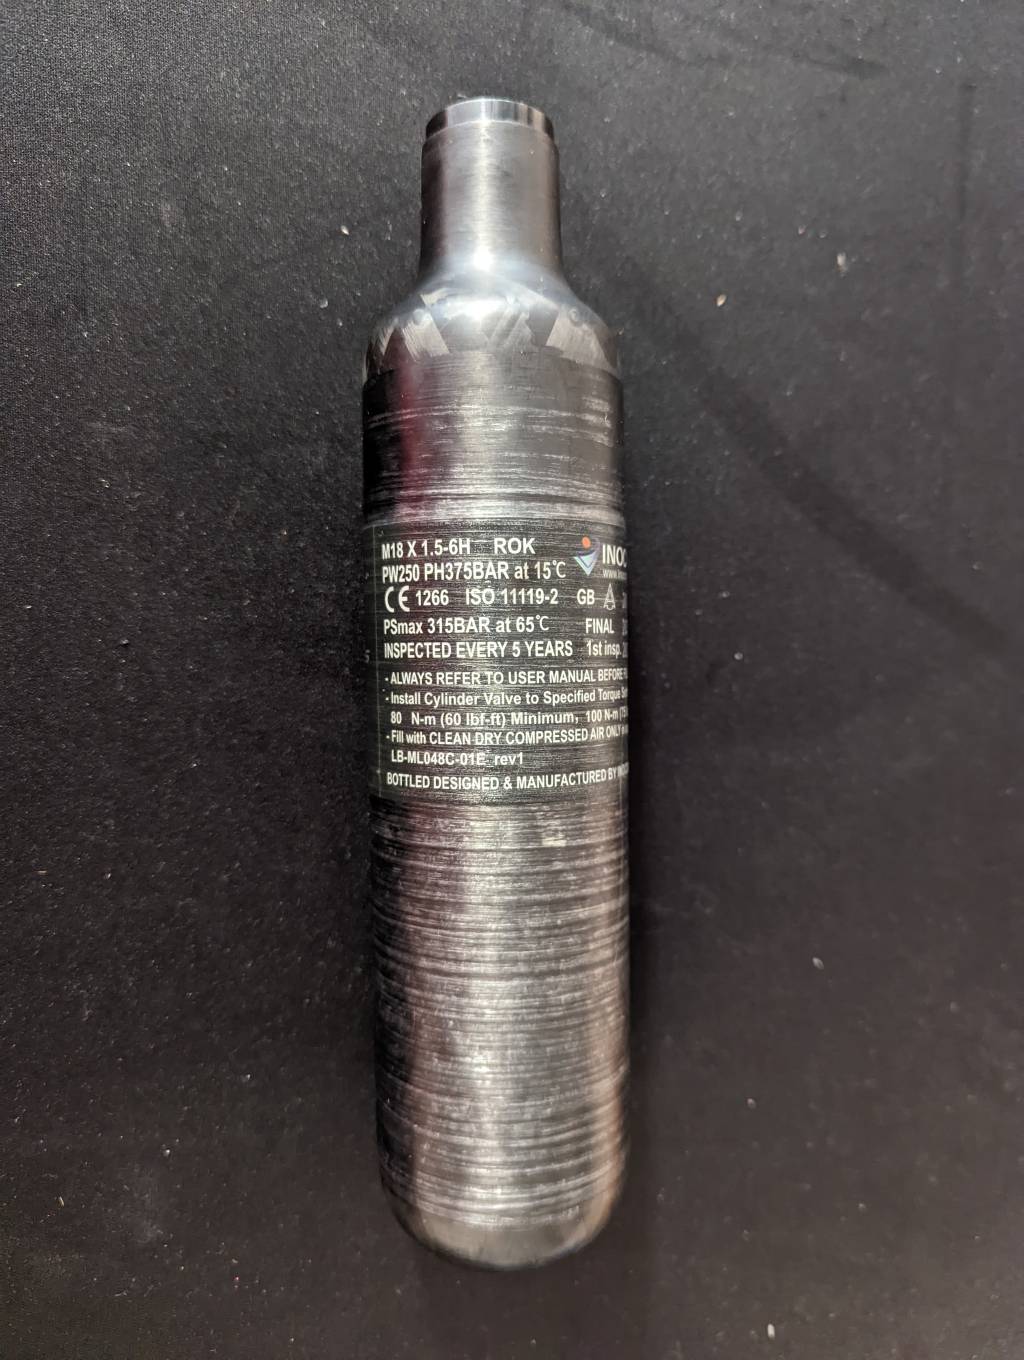 M18 X 1.5-6H ROK
PW250 PH375BAR at 15℃
CE 1266 ISO 11119-2 GB
PSmax 315BAR at 65℃ FINAL
INSPECTED EVERY 5 YEARS 1st insp.
- ALWAYS REFER TO USER MANUAL BEFORE
- Install Cylinder Valve to Specified Torque
80 N-m (60 lbf-ft) Minimum, 100 N-m
- Fill with CLEAN DRY COMPRESSED AIR ONLY
LB-ML048C-01E rev1
BOTTLED DESIGNED & MANUFACTURED BY